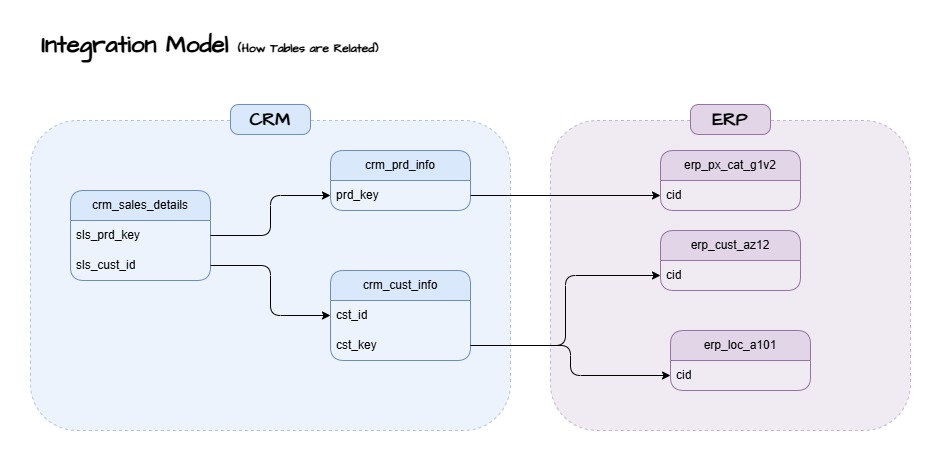 Integration Model (How Tables are Related)
CRM
ERP
crm_sales_details
sls_prd_key
sls_cust_id
crm_prd_info
prd_key
crm_cust_info
cst_id
cst_key
erp_px_cat_g1v2
cid
erp_cust_az12
cid
erp_loc_a101
cid